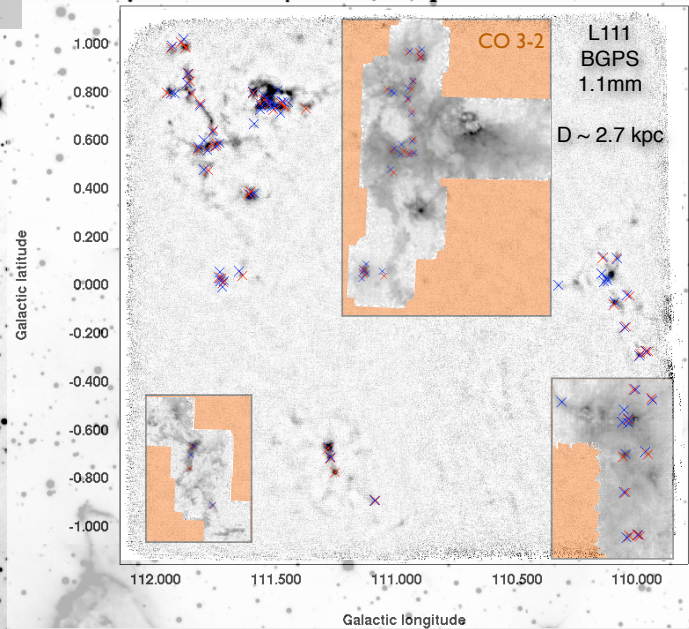 CO 3-2
L111
BGPS
1.1mm
D ~ 2.7 kpc
1.000
0.800
0.600
0.400
0.200
0.000
-0.200
-0.400
-0.600
-0.800
-1.000
Galactic latitude
112.000 111.500 111.000 110.500 110.000
Galactic longitude